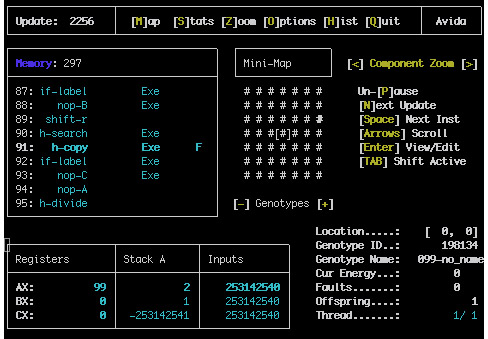 Update: 2256 [M]ap [S]tats [Z]oom [O]ptions [H]ist [Q]uit Avida
Memory: 297
87: if-label Exe
88: nop-B Exe
89: shift-r
90: h-search Exe
91: h-copy Exe F
92: if-label Exe
93: nop-C Exe
94: nop-A
95: h-divide
Mini-Map
# # # # # # #
# # # # # # #
# # # # # # #
# # #[#]# # #
# # # # # # #
# # # # # # #
# # # # # # #
[-] Genotypes [+]
[<] Component Zoom [>]
Un-[P]ause
[N]ext Update
[Space] Next Inst
[Arrows] Scroll
[Enter] View/Edit
[TAB] Shift Active
Registers Stack A Inputs
AX: 99 2 253142540
BX: 0 1 253142540
CX: 0 -253142541 253142540
Location.....: [ 0, 0]
Genotype ID..: 198134
Genotype Name: 099-no_name
Cur Energy...: 0
Faults.......: 0
Offspring....: 1
Thread.......: 1/ 1